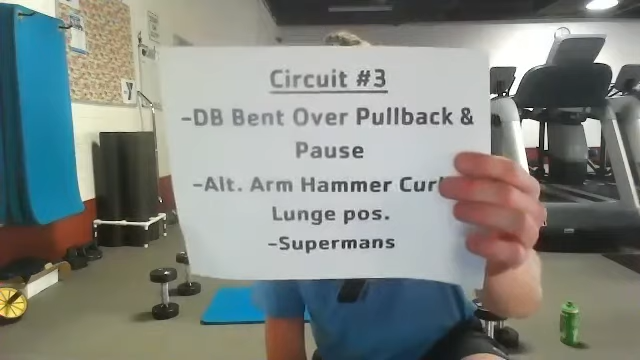 Circuit #3
-DB Bent Over Pullback &
Pause
-Alt. Arm Hammer Curl
Lunge pos.
-Supermans